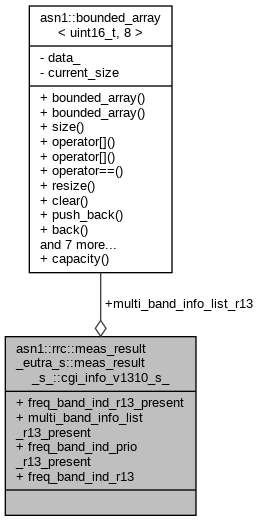 asn1::bounded_array
< uint16_t, 8 >
- data_
- current_size
+ bounded_array()
+ bounded_array()
+ size()
+ operator[]()
+ operator[]()
+ operator==()
+ resize()
+ clear()
+ push_back()
+ back()
and 7 more...
+ capacity()
+multi_band_info_list_r13
asn1::rrc::meas_result
_eutra_s::meas_result
_s_::cgi_info_v1310_s_
+ freq_band_ind_r13_present
+ multi_band_info_list
_r13_present
+ freq_band_ind_prio
_r13_present
+ freq_band_ind_r13